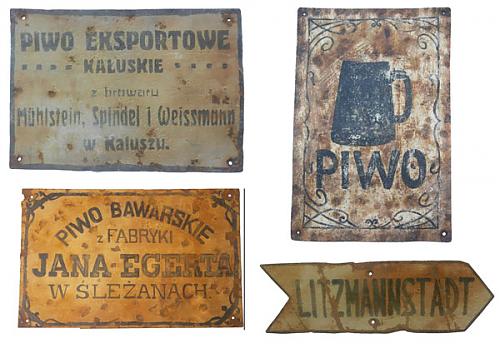 PIWO EKSPORTOWE
KAŁUSKIE
z browaru
Mühlstein, Spindel i Weissmann
w Kałuszu.
PIWO
PIWO BAWARSKIE
z FABRYKI
JANA EGERTA
W ŚLEŻANACH.
LITZMANNSTADT